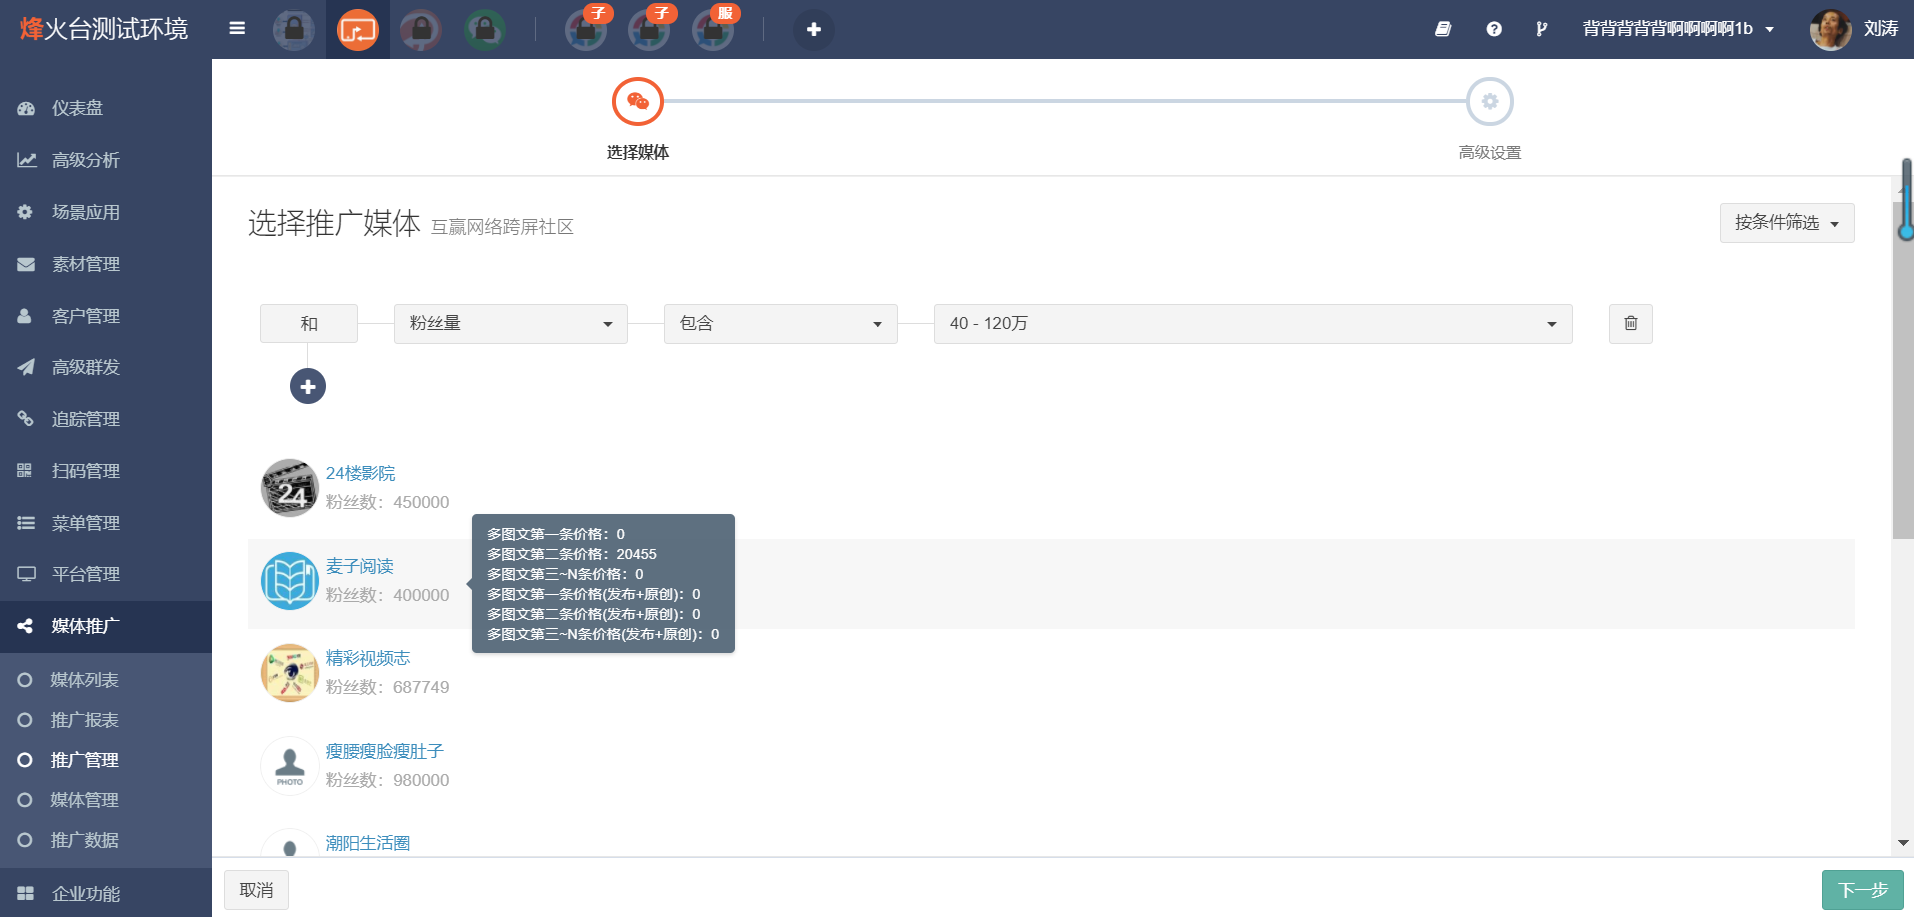 烽火台测试环境
子
子
服
背背背背背啊啊啊啊1b
刘涛
仪表盘
高级分析
场景应用
素材管理
客户管理
高级群发
追踪管理
扫码管理
菜单管理
平台管理
媒体推广
媒体列表
推广报表
推广管理
媒体管理
推广数据
企业功能
选择媒体
高级设置
选择推广媒体 互赢网络跨屏社区
按条件筛选
和
粉丝量
包含
40 - 120万
24
24楼影院
粉丝数：450000
麦子阅读
粉丝数：400000
多图文第一条价格：0
多图文第二条价格：20455
多图文第三~N条价格：0
多图文第一条价格(发布+原创)：0
多图文第二条价格(发布+原创)：0
多图文第三~N条价格(发布+原创)：0
精彩视频志
粉丝数：687749
PHOTO
瘦腰瘦脸瘦肚子
粉丝数：980000
潮阳生活圈
取消
下一步